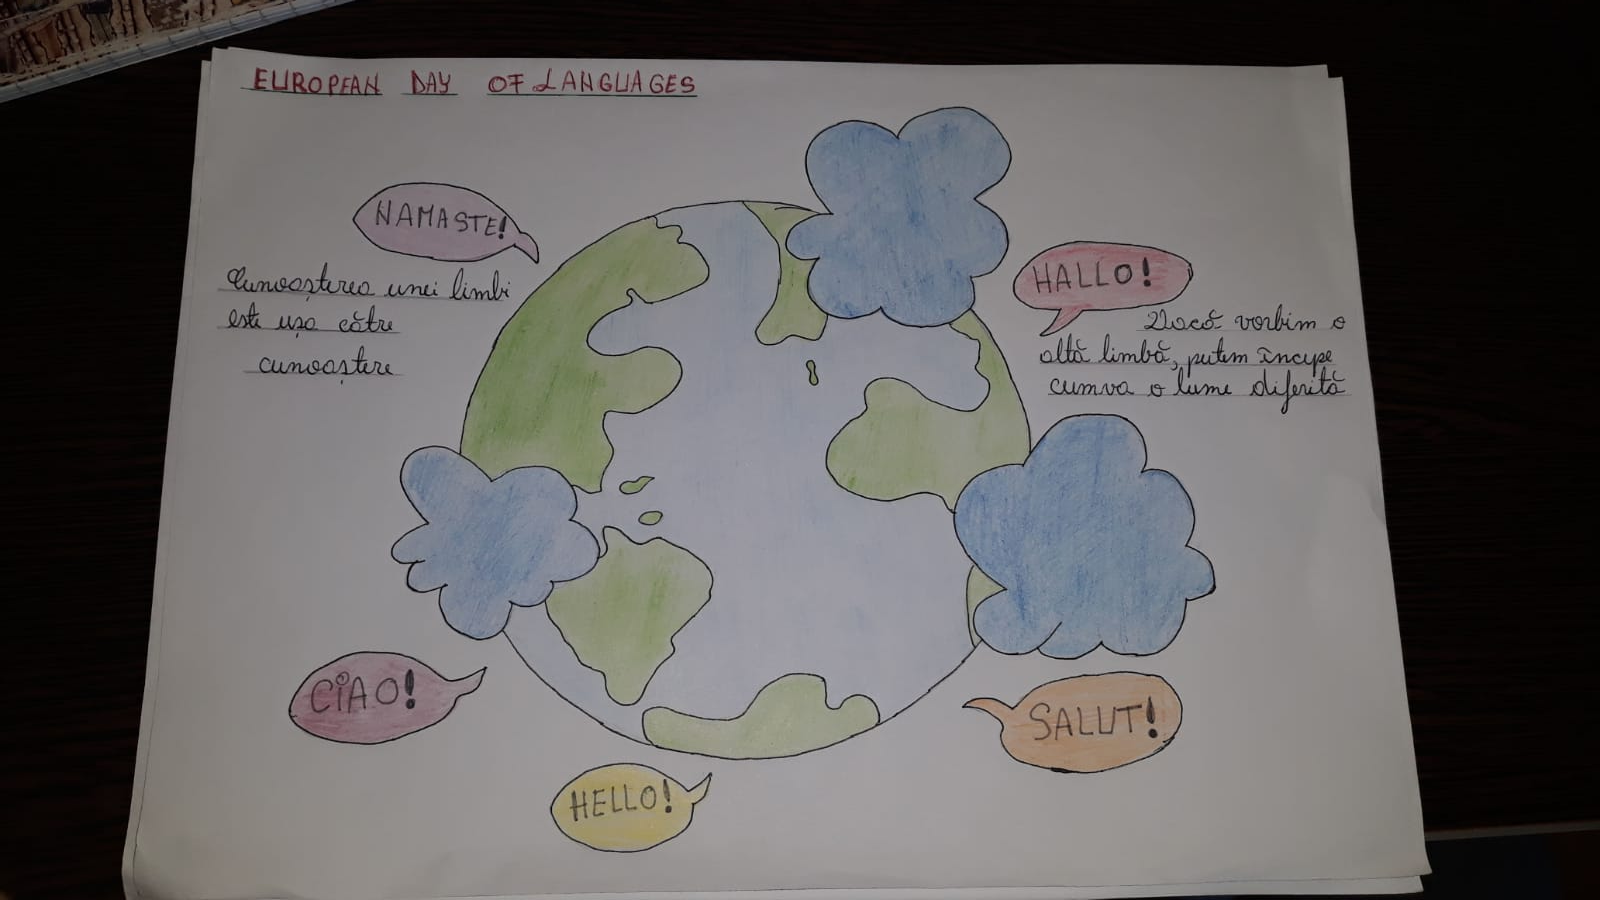 EUROPEAN DAY OF LANGUAGES
NAMASTE!
Cunoașterea unei limbi
este ușa către
cunoaștere
HALLO!
Dacă vorbim o
altă limbă, putem începe
cumva o lume diferită
CIAO!
SALUT!
HELLO!